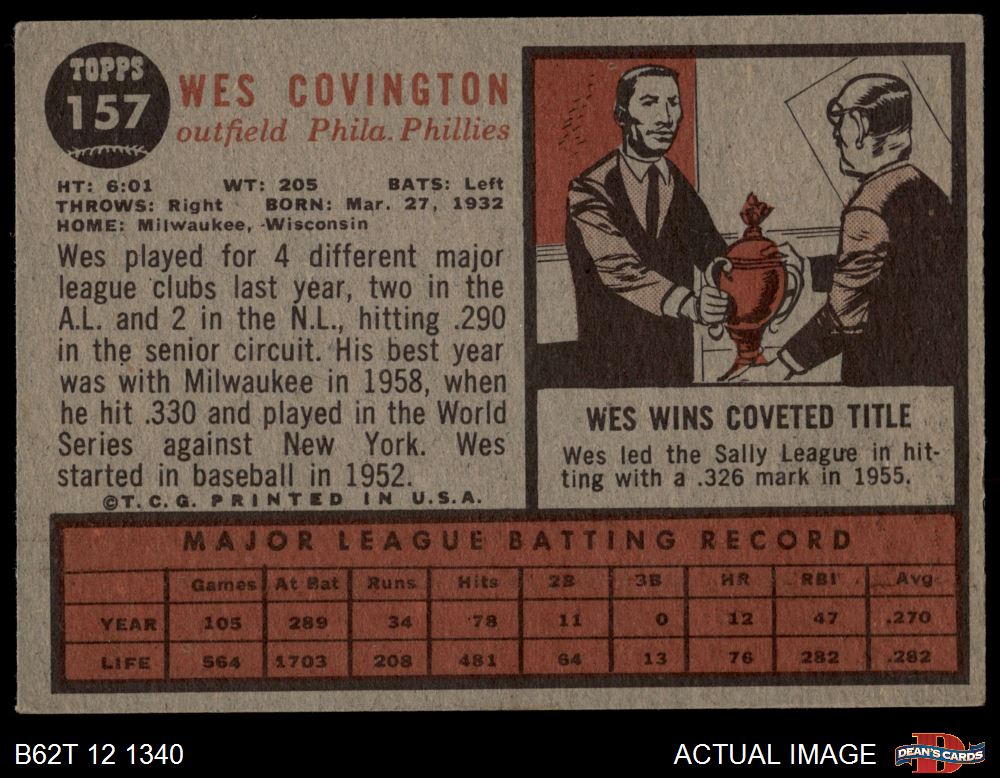 TOPPS
157
WES COVINGTON
outfield Phila. Phillies
HT: 6:01 WT: 205 BATS: Left
THROWS: Right BORN: Mar. 27, 1932
HOME: Milwaukee, Wisconsin
Wes played for 4 different major
league clubs last year, two in the
A.L. and 2 in the N.L., hitting .290
in the senior circuit. His best year
was with Milwaukee in 1958, when
he hit .330 and played in the World
Series against New York. Wes
started in baseball in 1952.
©T.C.G. PRINTED IN U.S.A.
WES WINS COVETED TITLE
Wes led the Sally League in hit-
ting with a .326 mark in 1955.
MAJOR LEAGUE BATTING RECORD
Games At Bat Runs Hits 2B 3B HR RBI Avg.
YEAR 105 289 34 78 11 0 12 47 .270
LIFE 564 1703 208 481 64 13 76 282 .282
B62T 12 1340
ACTUAL IMAGE
DEAN'S CARDS